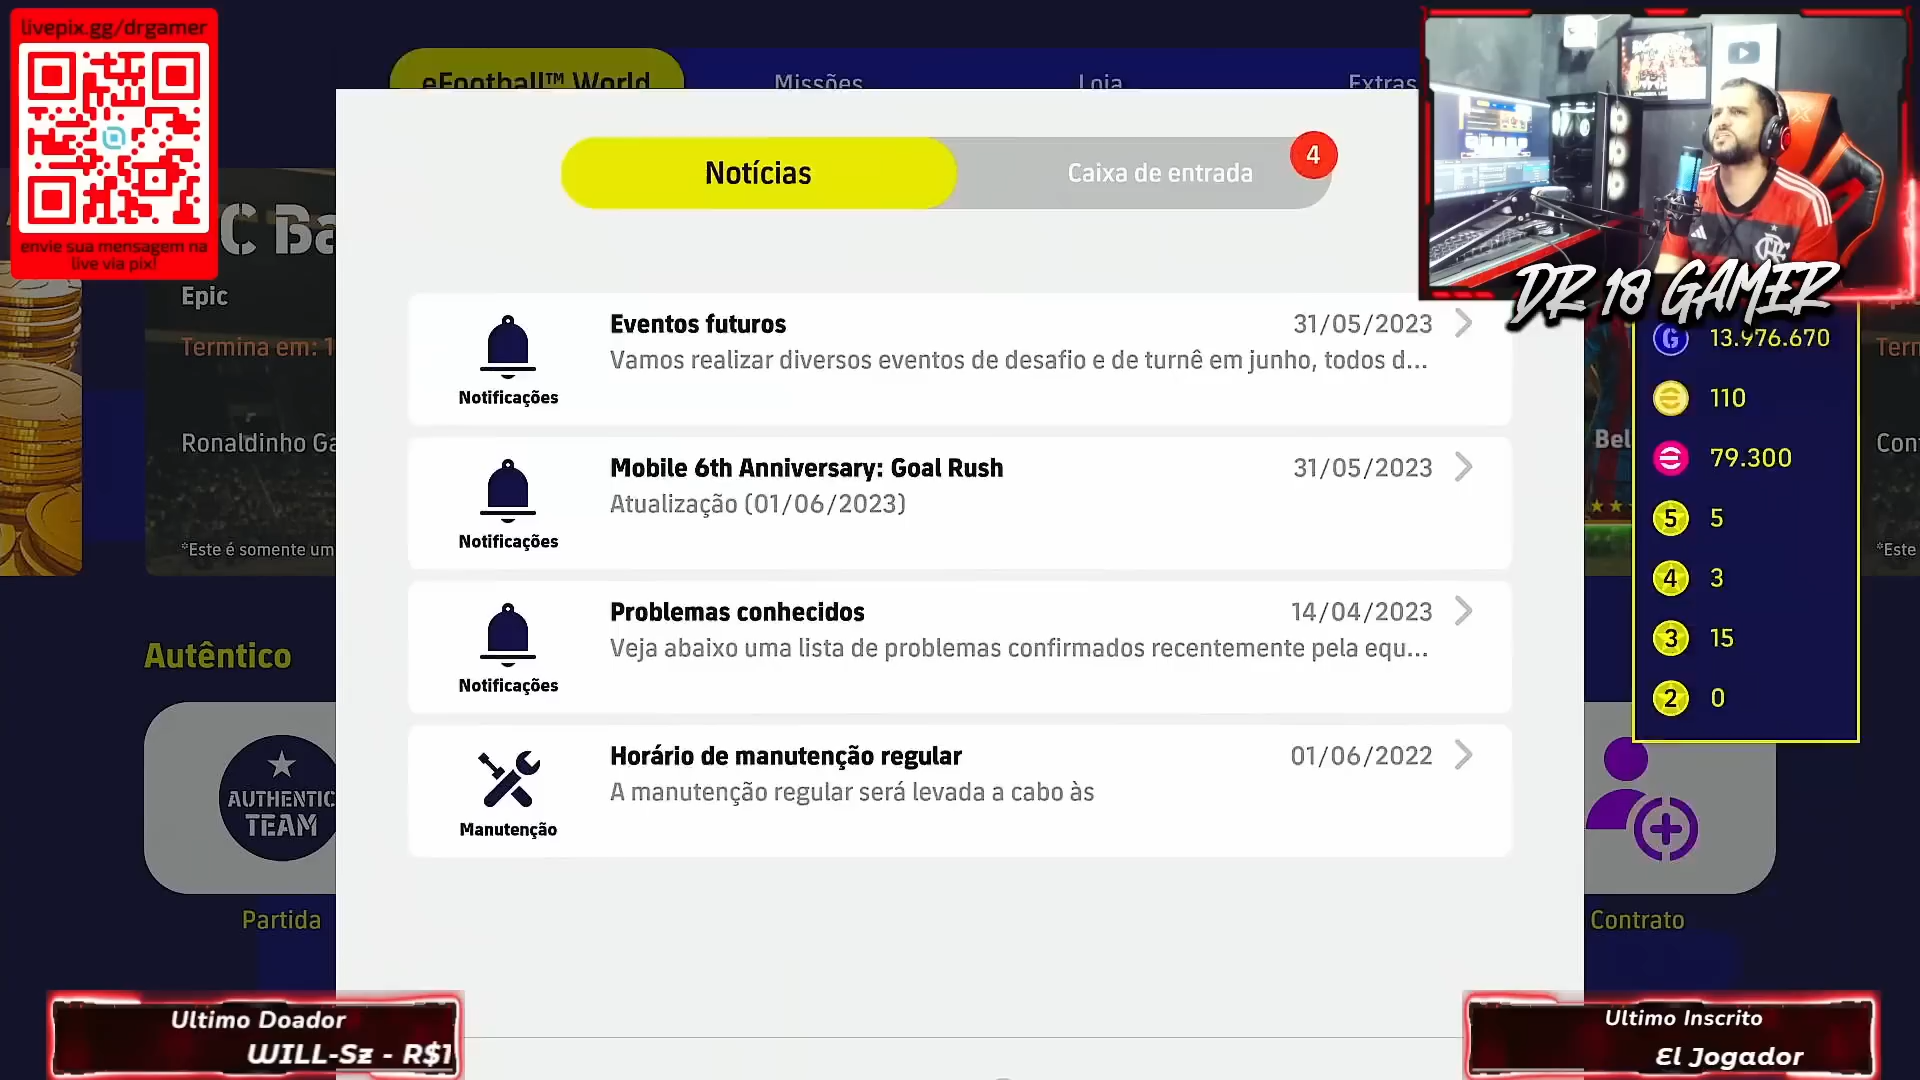 livepix.gg/drgamer
envie sua mensagem na
live via pix!
eFootball™ World
Missões
Loja
Extras
Notícias
Caixa de entrada
4
Epic
Termina em: 1
Ronaldinho Ga
*Este é somente um
Eventos futuros
31/05/2023
Vamos realizar diversos eventos de desafio e de turnê em junho, todos d...
Notificações
Mobile 6th Anniversary: Goal Rush
31/05/2023
Atualização (01/06/2023)
Notificações
Problemas conhecidos
14/04/2023
Veja abaixo uma lista de problemas confirmados recentemente pela equ...
Notificações
Horário de manutenção regular
01/06/2022
A manutenção regular será levada a cabo às
Manutenção
DR 18 GAMER
G 13.976.670
110
79.300
5 5
4 3
3 15
2 0
Bel
Term
Con
*Este
Autêntico
AUTHENTIC
TEAM
Partida
Contrato
Ultimo Doador
WILL-Sz - R$1
Ultimo Inscrito
El Jogador